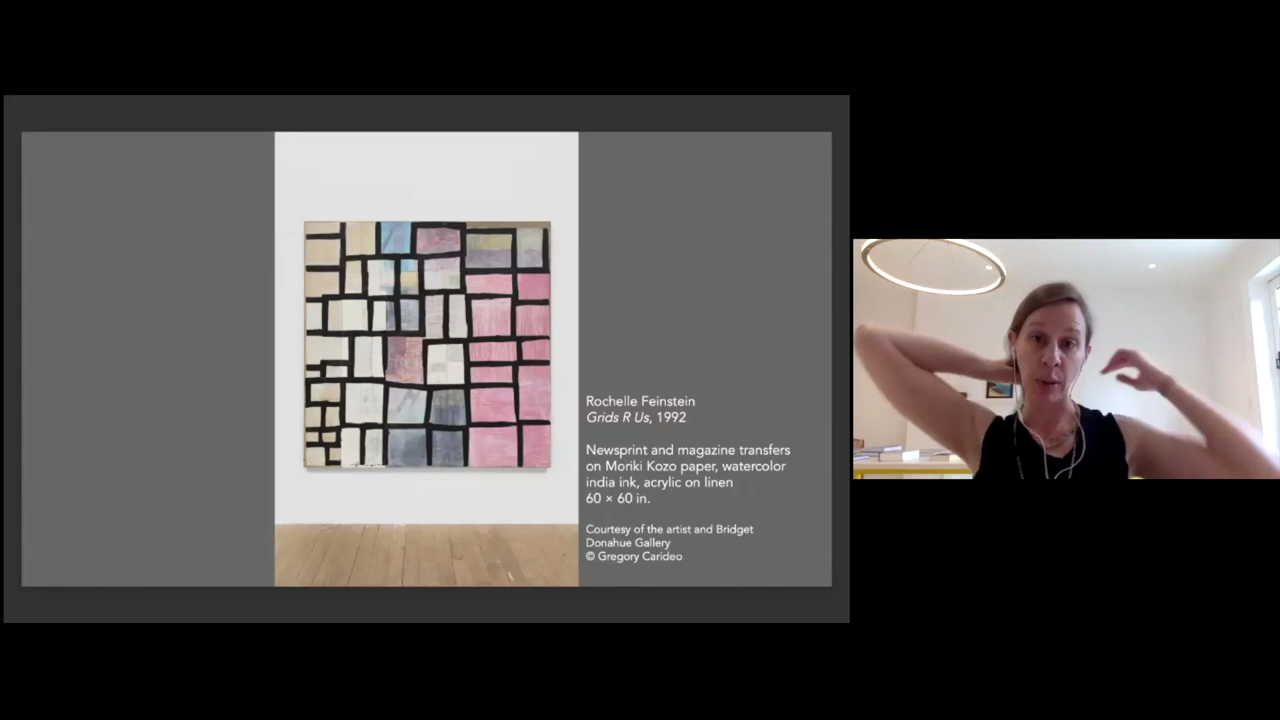 Rochelle Feinstein
Grids R Us, 1992
Newsprint and magazine transfers
on Moriki Kozo paper, watercolor
india ink, acrylic on linen
60 × 60 in.
Courtesy of the artist and Bridget
Donahue Gallery
© Gregory Carideo